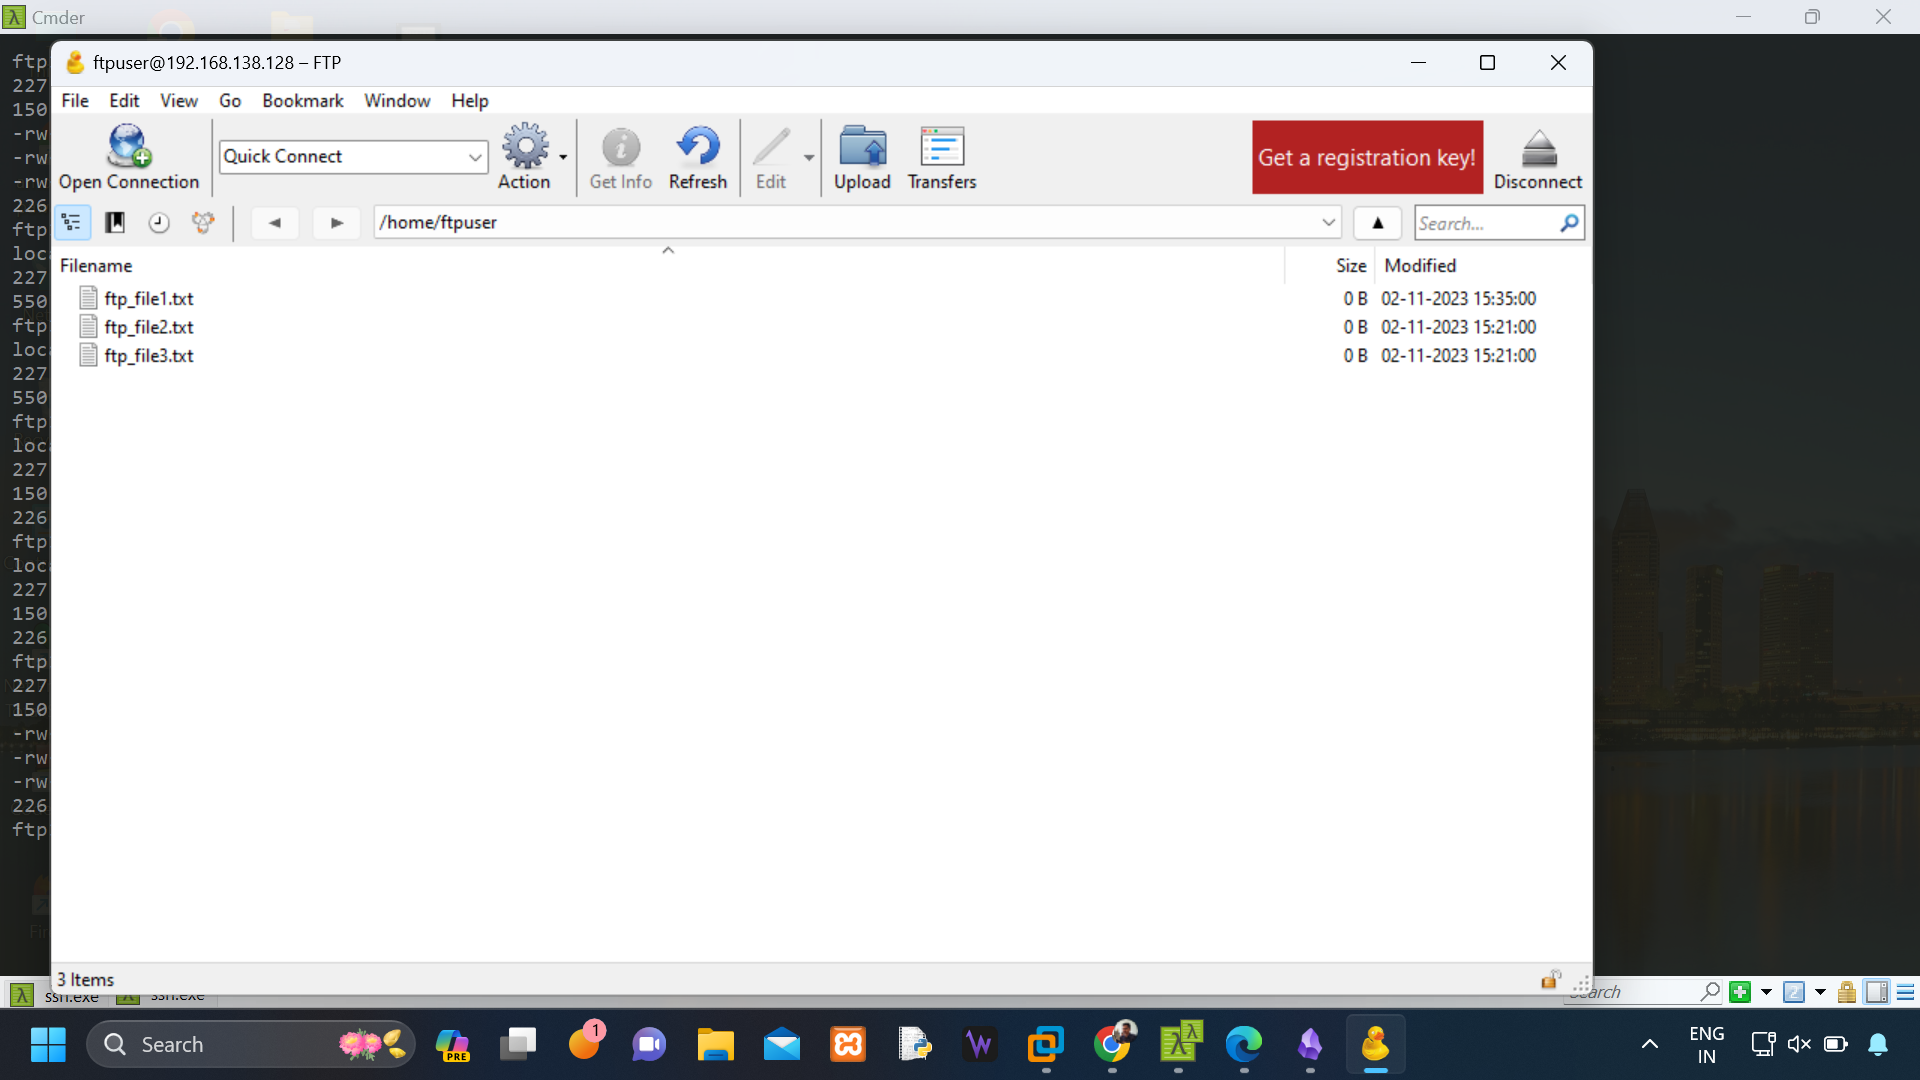 Cmder
ftpuser@192.168.138.128 – FTP
File Edit View Go Bookmark Window Help
Open Connection
Quick Connect
Action
Get Info
Refresh
Edit
Upload
Transfers
Get a registration key!
Disconnect
/home/ftpuser
Search...
Filename Size Modified
ftp_file1.txt 0 B 02-11-2023 15:35:00
ftp_file2.txt 0 B 02-11-2023 15:21:00
ftp_file3.txt 0 B 02-11-2023 15:21:00
3 Items
ftp
227
150
-rw
-rw
-rw
226
ftp
loc
227
550
ftp
loc
227
550
ftp
loc
227
150
226
ftp
loc
227
150
226
ftp
227
150
-rw
-rw
-rw
226
ftp
ssh.exe
ssh.exe
Search
Search
PRE
1
ENG
IN